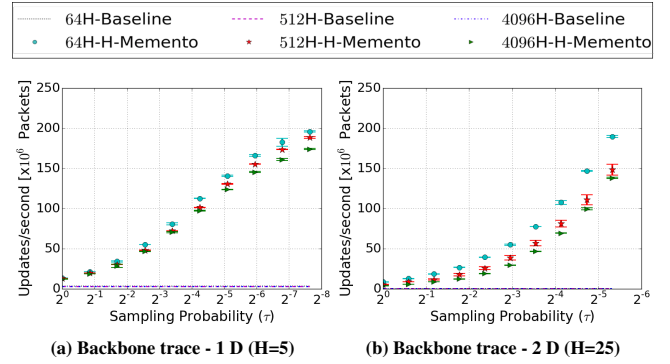 64H-Baseline 512H-Baseline 4096H-Baseline
64H-H-Memento 512H-H-Memento 4096H-H-Memento
Updates/second [x10^6 Packets]
250
200
150
100
50
0
2^0 2^-1 2^-2 2^-3 2^-4 2^-5 2^-6 2^-7 2^-8
Sampling Probability (τ)
(a) Backbone trace - 1 D (H=5)
Updates/second [x10^6 Packets]
250
200
150
100
50
0
2^0 2^-1 2^-2 2^-3 2^-4 2^-5 2^-6
Sampling Probability (τ)
(b) Backbone trace - 2 D (H=25)